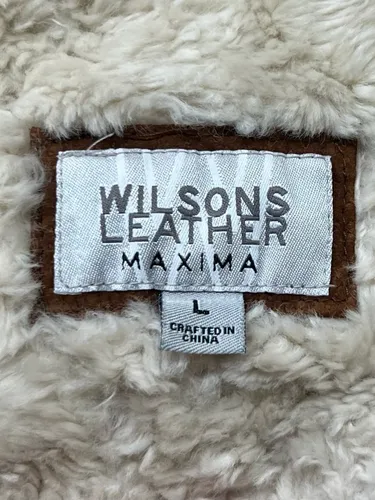 WILSONS
LEATHER
MAXIMA
L
CRAFTED IN
CHINA